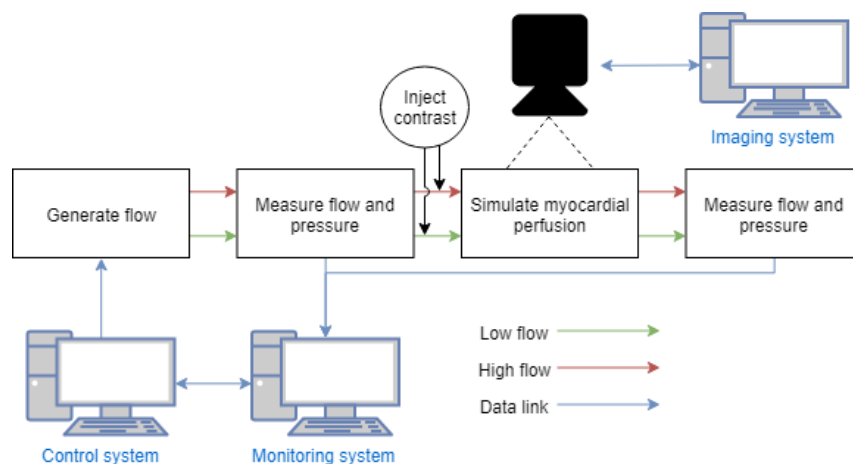 Inject
contrast
Imaging system
Generate flow
Measure flow and
pressure
Simulate myocardial
perfusion
Measure flow and
pressure
Low flow
High flow
Data link
Control system
Monitoring system